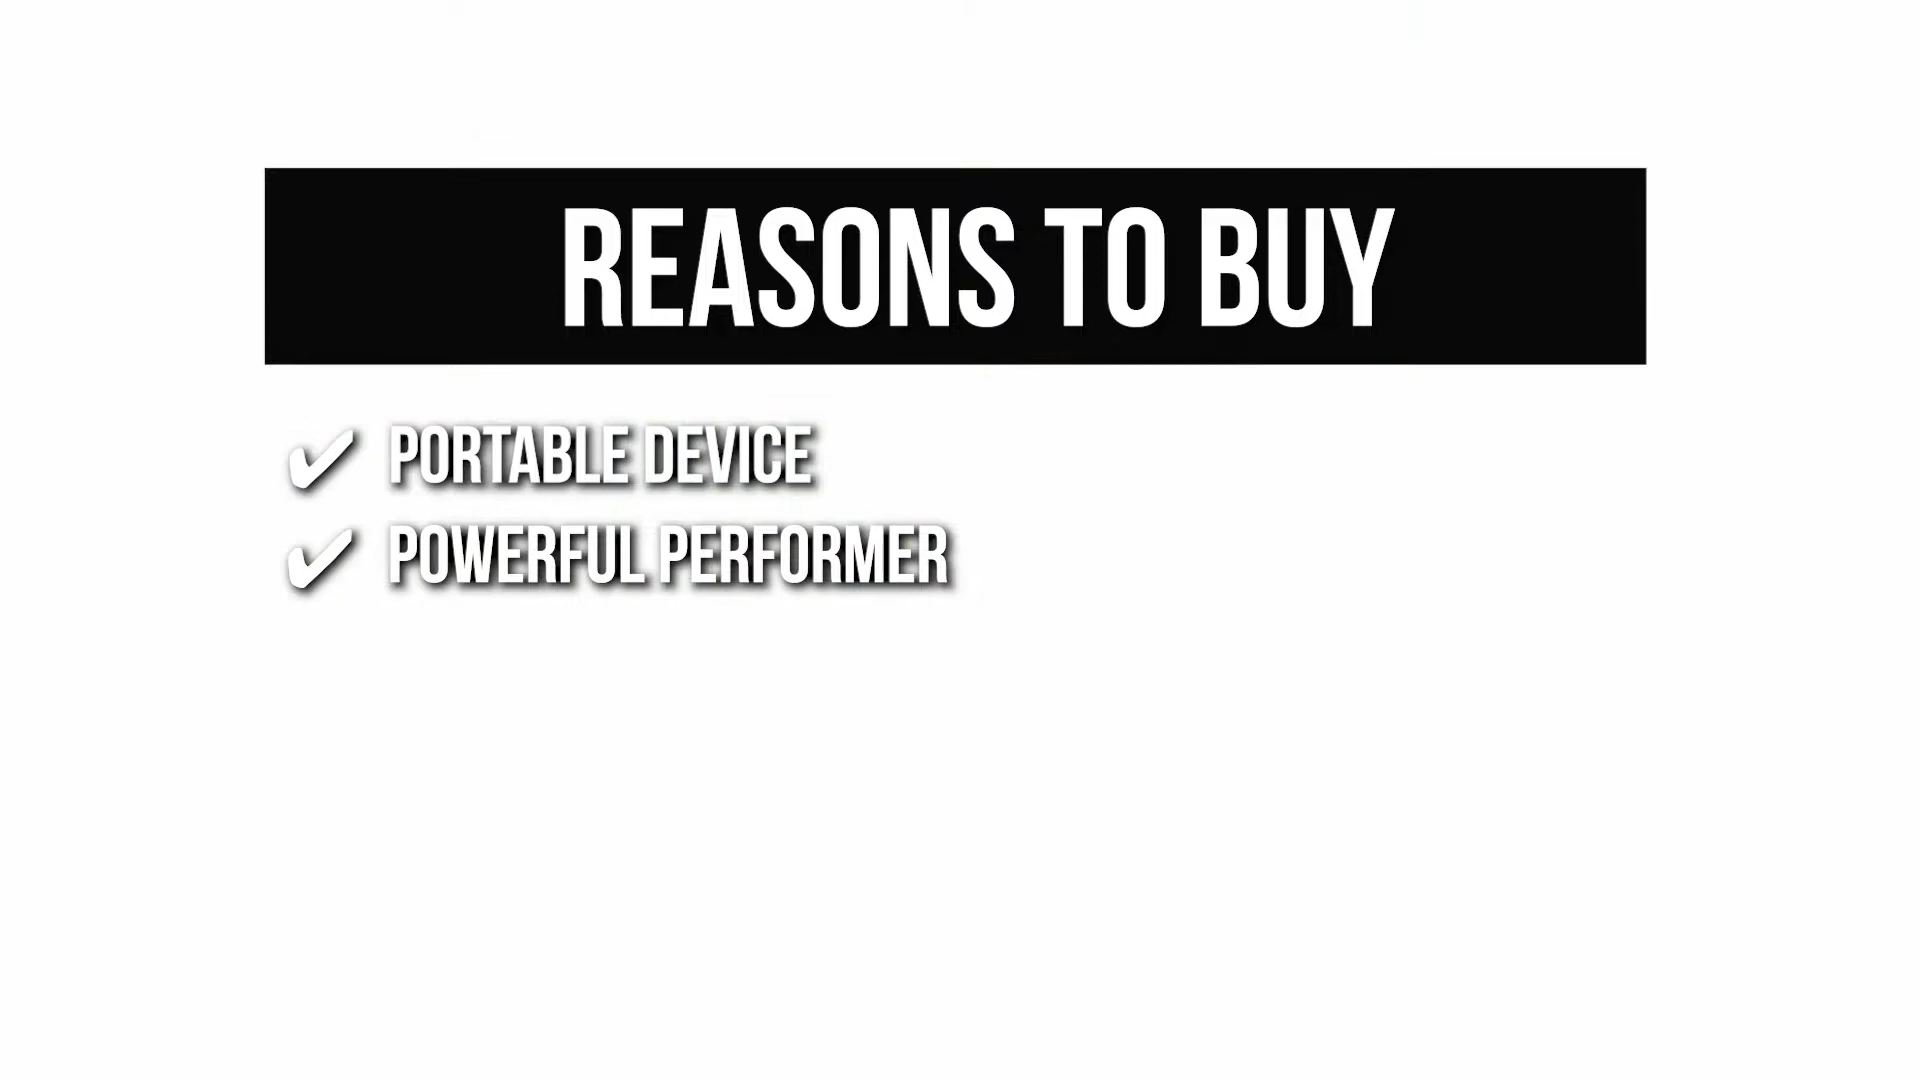 REASONS TO BUY
✔ PORTABLE DEVICE
✔ POWERFUL PERFORMER